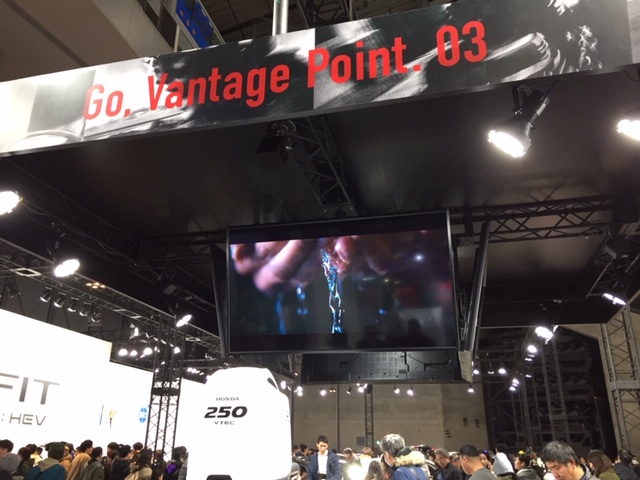 Go, Vantage Point. 03
FIT
: HEV
HONDA
250
VTEC